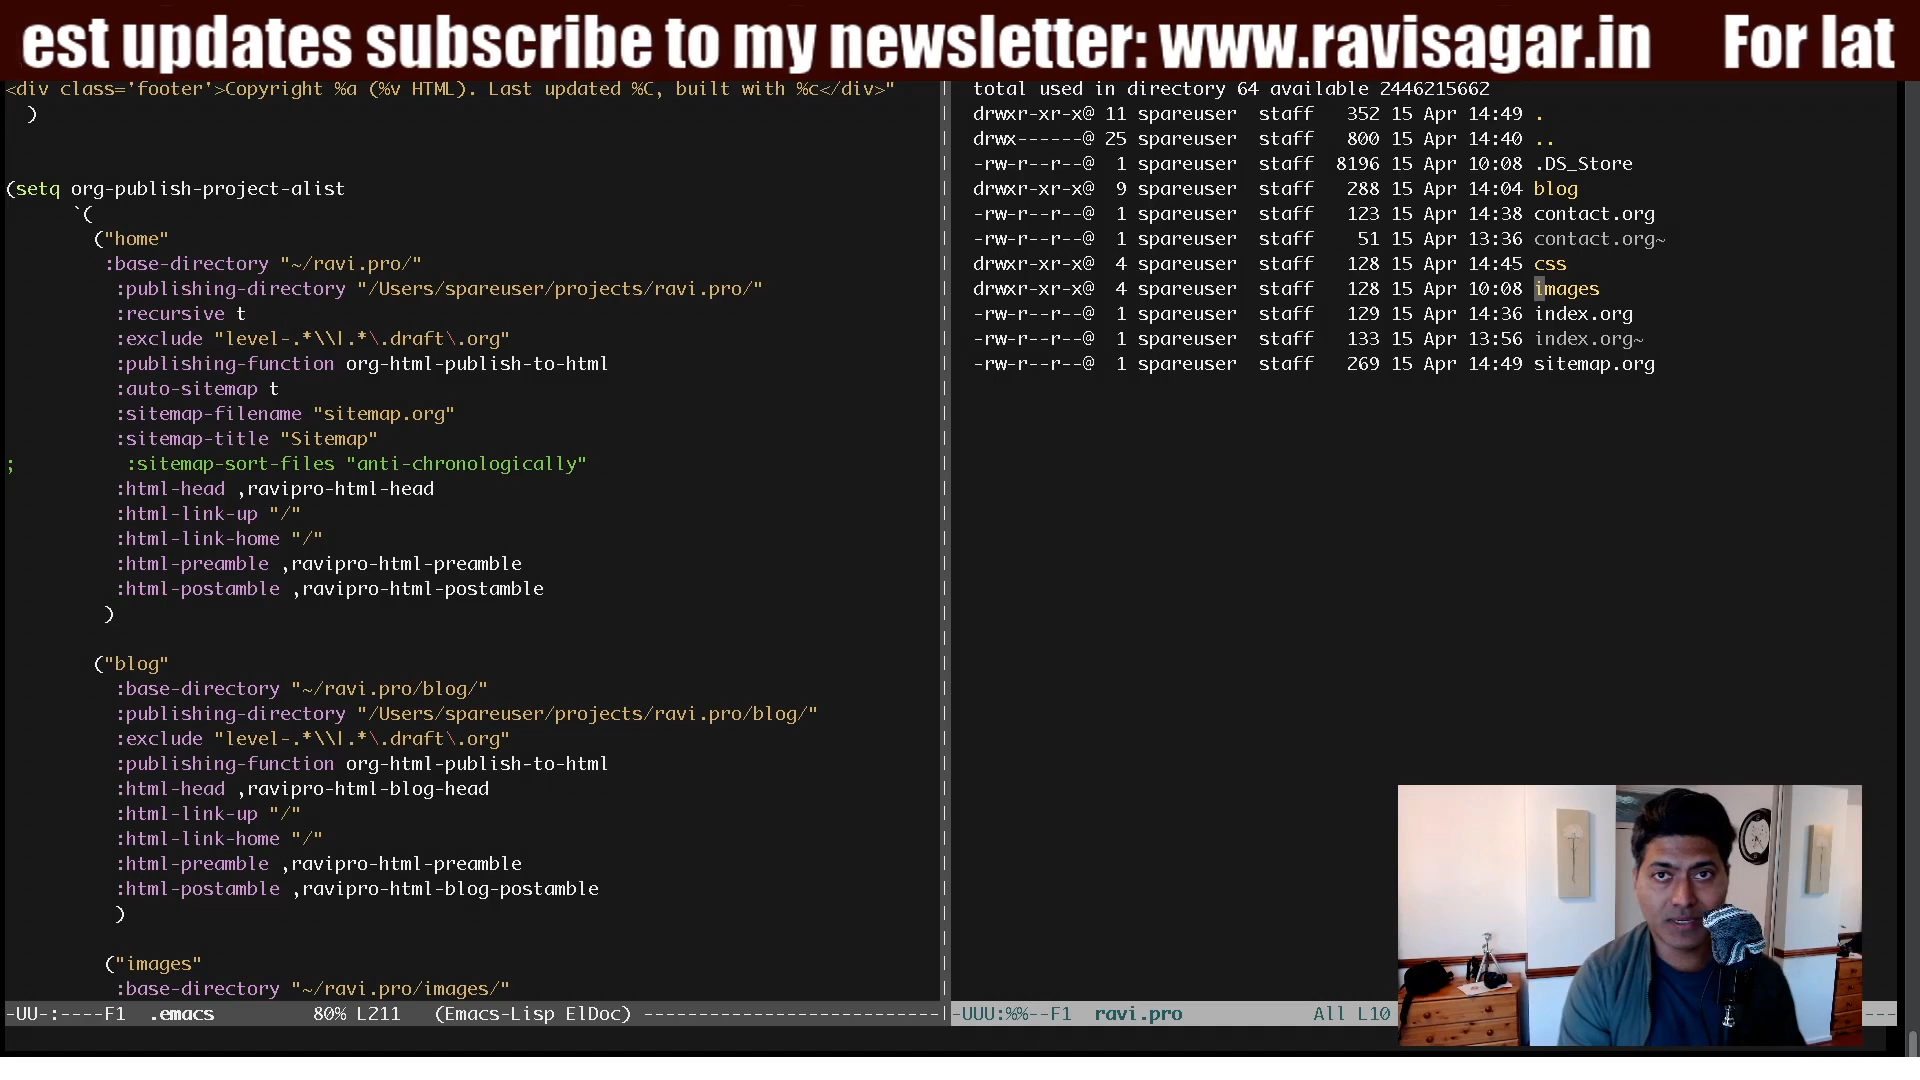 est updates subscribe to my newsletter: www.ravisagar.in For lat
<div class='footer'>Copyright %a (%v HTML). Last updated %C, built with %c</div>"
)
(setq org-publish-project-alist
`(
("home"
:base-directory "~/ravi.pro/"
:publishing-directory "/Users/spareuser/projects/ravi.pro/"
:recursive t
:exclude "level-.*\\|.*\.draft\.org"
:publishing-function org-html-publish-to-html
:auto-sitemap t
:sitemap-filename "sitemap.org"
:sitemap-title "Sitemap"
; :sitemap-sort-files "anti-chronologically"
:html-head ,ravipro-html-head
:html-link-up "/"
:html-link-home "/"
:html-preamble ,ravipro-html-preamble
:html-postamble ,ravipro-html-postamble
)
("blog"
:base-directory "~/ravi.pro/blog/"
:publishing-directory "/Users/spareuser/projects/ravi.pro/blog/"
:exclude "level-.*\\|.*\.draft\.org"
:publishing-function org-html-publish-to-html
:html-head ,ravipro-html-blog-head
:html-link-up "/"
:html-link-home "/"
:html-preamble ,ravipro-html-preamble
:html-postamble ,ravipro-html-blog-postamble
)
("images"
:base-directory "~/ravi.pro/images/"
-UU-:----F1 .emacs 80% L211 (Emacs-Lisp ElDoc) ---------------------------
total used in directory 64 available 2446215662
drwxr-xr-x@ 11 spareuser staff 352 15 Apr 14:49 .
drwx------@ 25 spareuser staff 800 15 Apr 14:40 ..
-rw-r--r--@ 1 spareuser staff 8196 15 Apr 10:08 .DS_Store
drwxr-xr-x@ 9 spareuser staff 288 15 Apr 14:04 blog
-rw-r--r--@ 1 spareuser staff 123 15 Apr 14:38 contact.org
-rw-r--r--@ 1 spareuser staff 51 15 Apr 13:36 contact.org~
drwxr-xr-x@ 4 spareuser staff 128 15 Apr 14:45 css
drwxr-xr-x@ 4 spareuser staff 128 15 Apr 10:08 images
-rw-r--r--@ 1 spareuser staff 129 15 Apr 14:36 index.org
-rw-r--r--@ 1 spareuser staff 133 15 Apr 13:56 index.org~
-rw-r--r--@ 1 spareuser staff 269 15 Apr 14:49 sitemap.org
-UUU:%%--F1 ravi.pro All L10 ---